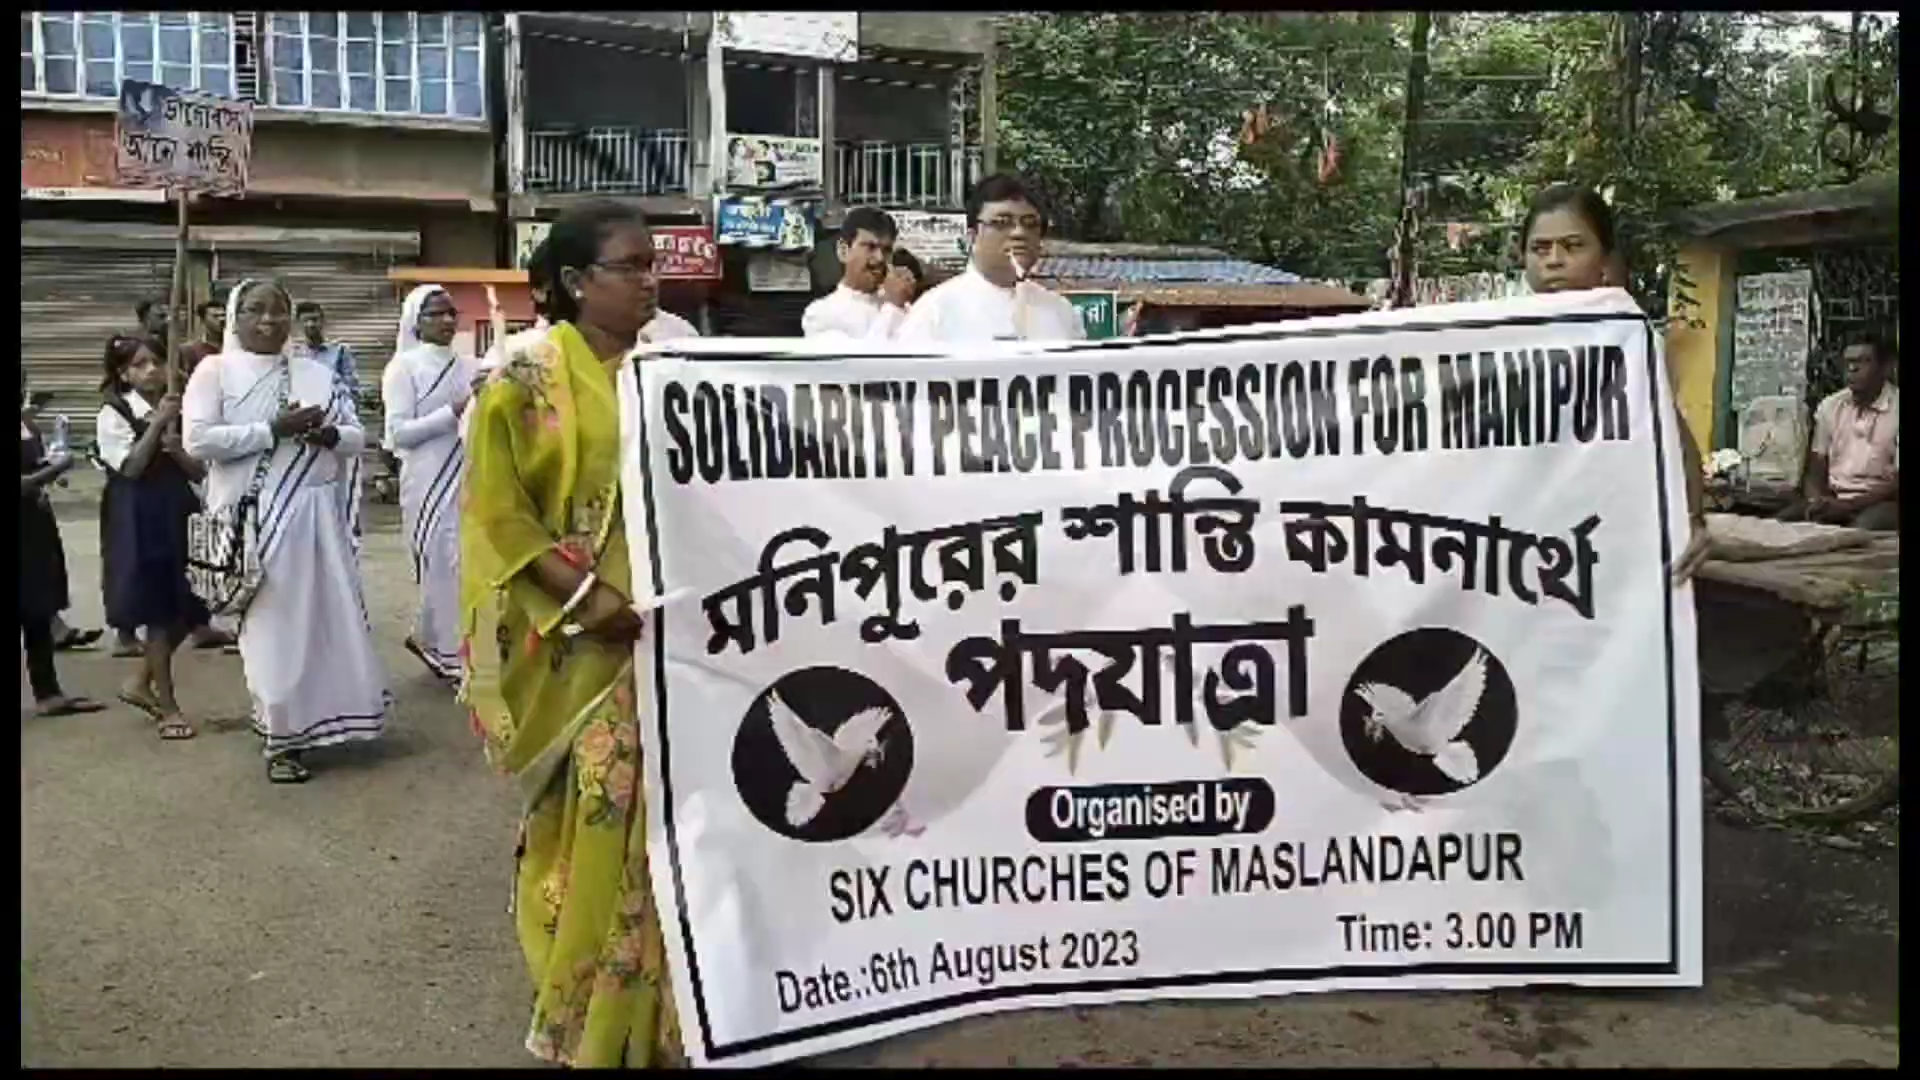 ভালোবাসা
আনে শান্তি
SOLIDARITY PEACE PROCESSION FOR MANIPUR
মনিপুরের শান্তি কামনার্থে
পদযাত্রা
Organised by
SIX CHURCHES OF MASLANDAPUR
Date.:6th August 2023
Time: 3.00 PM